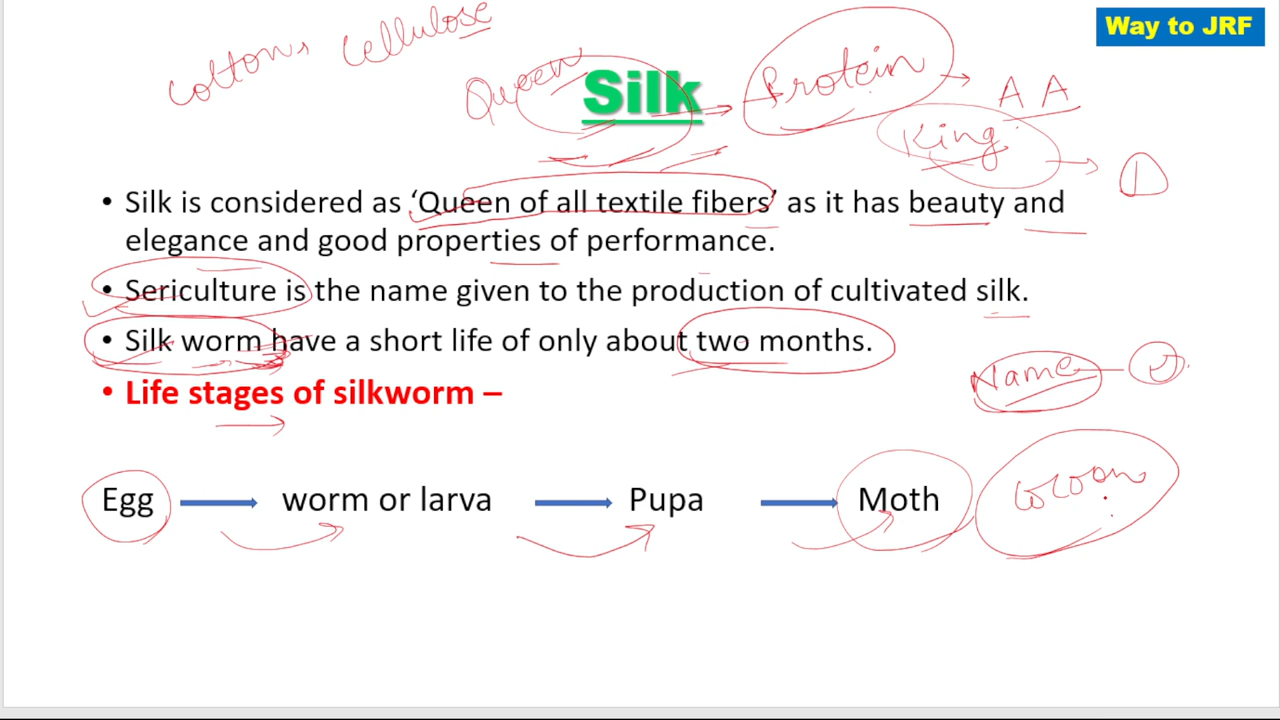 Way to JRF
cotton, cellulose
Queen Silk Protein A A
King
• Silk is considered as ‘Queen of all textile fibers’ as it has beauty and
elegance and good properties of performance.
• Sericulture is the name given to the production of cultivated silk.
• Silk worm have a short life of only about two months.
Name
• Life stages of silkworm –
Egg worm or larva Pupa Moth cocoon